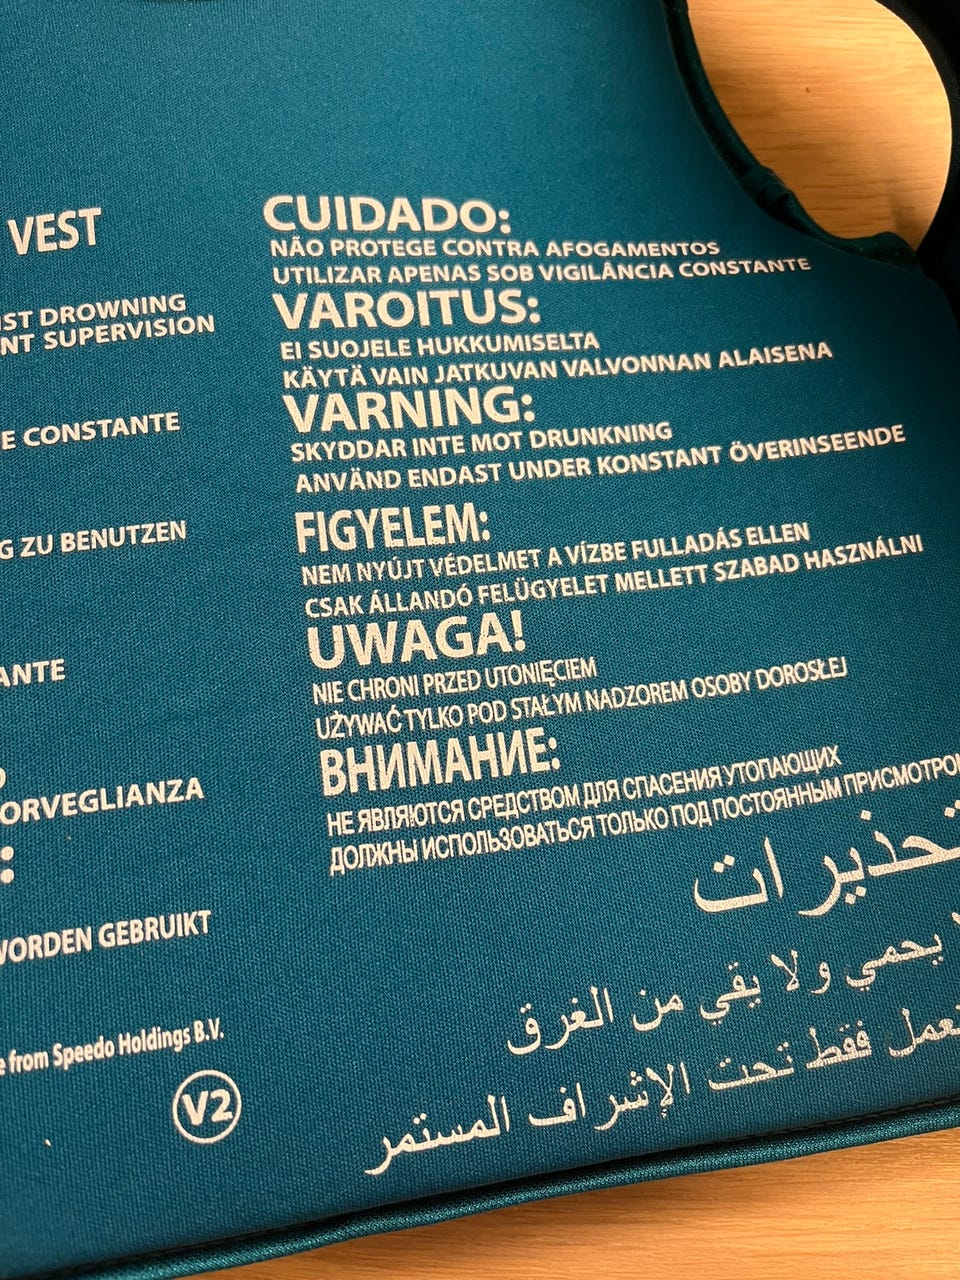 VEST
DROWNING
SUPERVISION
E CONSTANTE
G ZU BENUTZEN
WORDEN GEBRUIKT
from Speedo Holdings B.V.
V2
CUIDADO:
NÃO PROTEGE CONTRA AFOGAMENTOS
UTILIZAR APENAS SOB VIGILÂNCIA CONSTANTE
VAROITUS:
EI SUOJELE HUKKUMISELTA
KÄYTÄ VAIN JATKUVAN VALVONNAN ALAISENA
VARNING:
SKYDDAR INTE MOT DRUNKNING
ANVÄND ENDAST UNDER KONSTANT ÖVERINSEENDE
FIGYELEM:
NEM NYÚJT VÉDELMET A VÍZBE FULLADÁS ELLEN
CSAK ÁLLANDÓ FELÜGYELET MELLETT SZABAD HASZNÁLNI
UWAGA!
NIE CHRONI PRZED UTONIĘCIEM
UŻYWAĆ TYLKO POD STAŁYM NADZOREM OSOBY DOROSŁEJ
ВНИМАНИЕ:
НЕ ЯВЛЯЮТСЯ СРЕДСТВОМ ДЛЯ СПАСЕНИЯ УТОПАЮЩИХ
ДОЛЖНЫ ИСПОЛЬЗОВАТЬСЯ ТОЛЬКО ПОД ПОСТОЯННЫМ ПРИСМОТРОМ
تحذيرات
يحمي ولا يقي من الغرق
فقط تحت الإشراف المستمر